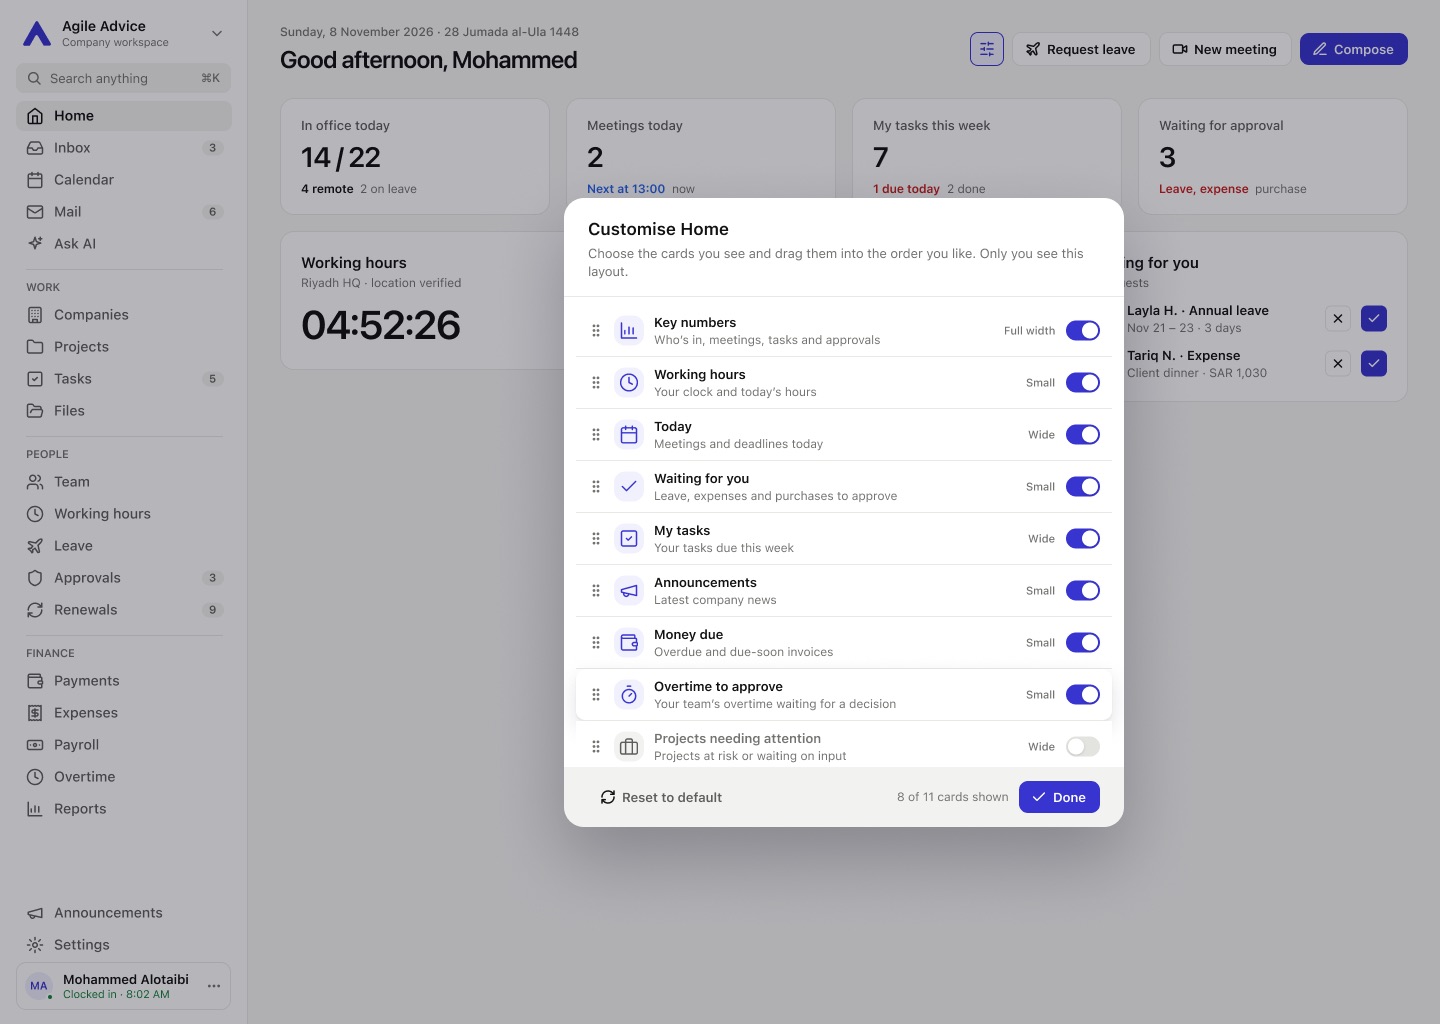 Agile Advice
Company workspace
Search anything ⌘K
Home
Inbox 3
Calendar
Mail 6
Ask AI
WORK
Companies
Projects
Tasks 5
Files
PEOPLE
Team
Working hours
Leave
Approvals 3
Renewals 9
FINANCE
Payments
Expenses
Payroll
Overtime
Reports
Announcements
Settings
MA
Mohammed Alotaibi
Clocked in · 8:02 AM
Sunday, 8 November 2026 · 28 Jumada al-Ula 1448
Good afternoon, Mohammed
Request leave
New meeting
Compose
In office today
14 / 22
4 remote 2 on leave
Meetings today
2
Next at 13:00 now
My tasks this week
7
1 due today 2 done
Waiting for approval
3
Leave, expense purchase
Working hours
Riyadh HQ · location verified
04:52:26
ing for you
ests
Layla H. · Annual leave
Nov 21 – 23 · 3 days
Tariq N. · Expense
Client dinner · SAR 1,030
Customise Home
Choose the cards you see and drag them into the order you like. Only you see this
layout.
Key numbers
Who's in, meetings, tasks and approvals
Full width
Working hours
Your clock and today's hours
Small
Today
Meetings and deadlines today
Wide
Waiting for you
Leave, expenses and purchases to approve
Small
My tasks
Your tasks due this week
Wide
Announcements
Latest company news
Small
Money due
Overdue and due-soon invoices
Small
Overtime to approve
Your team's overtime waiting for a decision
Small
Projects needing attention
Projects at risk or waiting on input
Wide
Reset to default
8 of 11 cards shown
Done